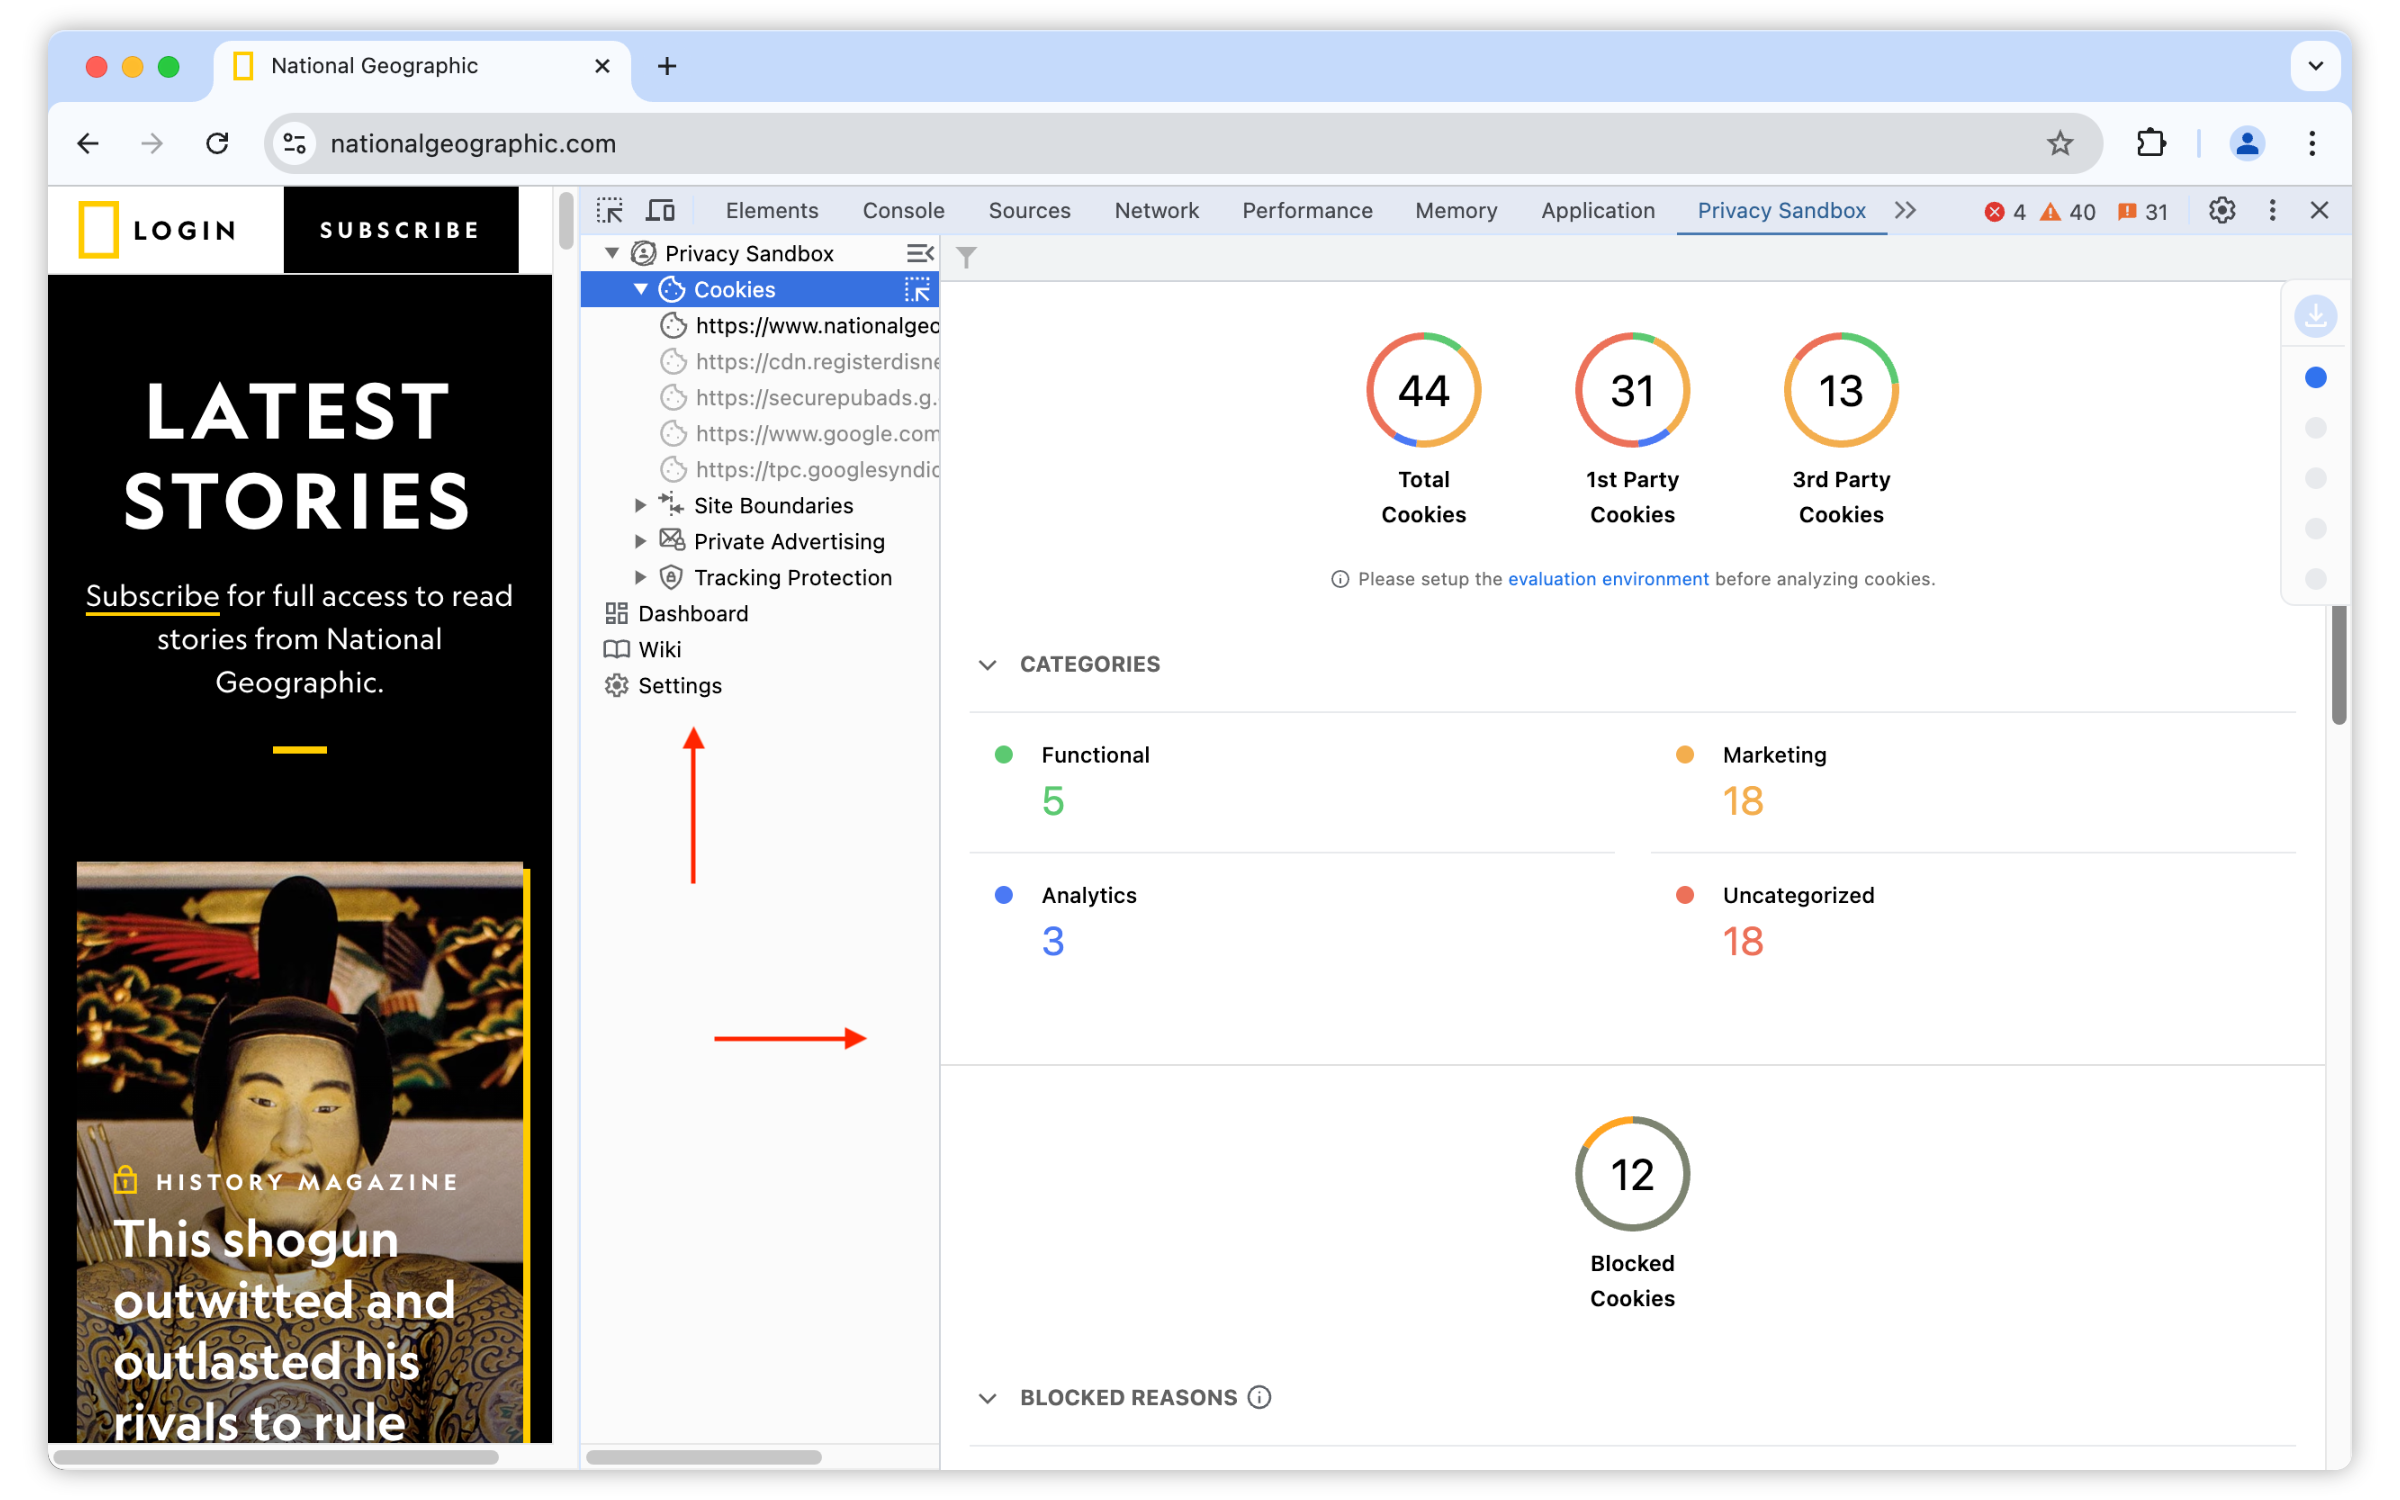 National Geographic
nationalgeographic.com
LOGIN
SUBSCRIBE
LATEST
STORIES
Subscribe for full access to read
stories from National
Geographic.
HISTORY MAGAZINE
This shogun
outwitted and
outlasted his
rivals to rule
Elements Console Sources Network Performance Memory Application Privacy Sandbox 4 40 31
Privacy Sandbox
Cookies
https://www.nationalgeo
https://cdn.registerdisne
https://securepubads.g.
https://www.google.com
https://tpc.googlesyndic
Site Boundaries
Private Advertising
Tracking Protection
Dashboard
Wiki
Settings
44
Total
Cookies
31
1st Party
Cookies
13
3rd Party
Cookies
Please setup the evaluation environment before analyzing cookies.
CATEGORIES
Functional
5
Marketing
18
Analytics
3
Uncategorized
18
12
Blocked
Cookies
BLOCKED REASONS